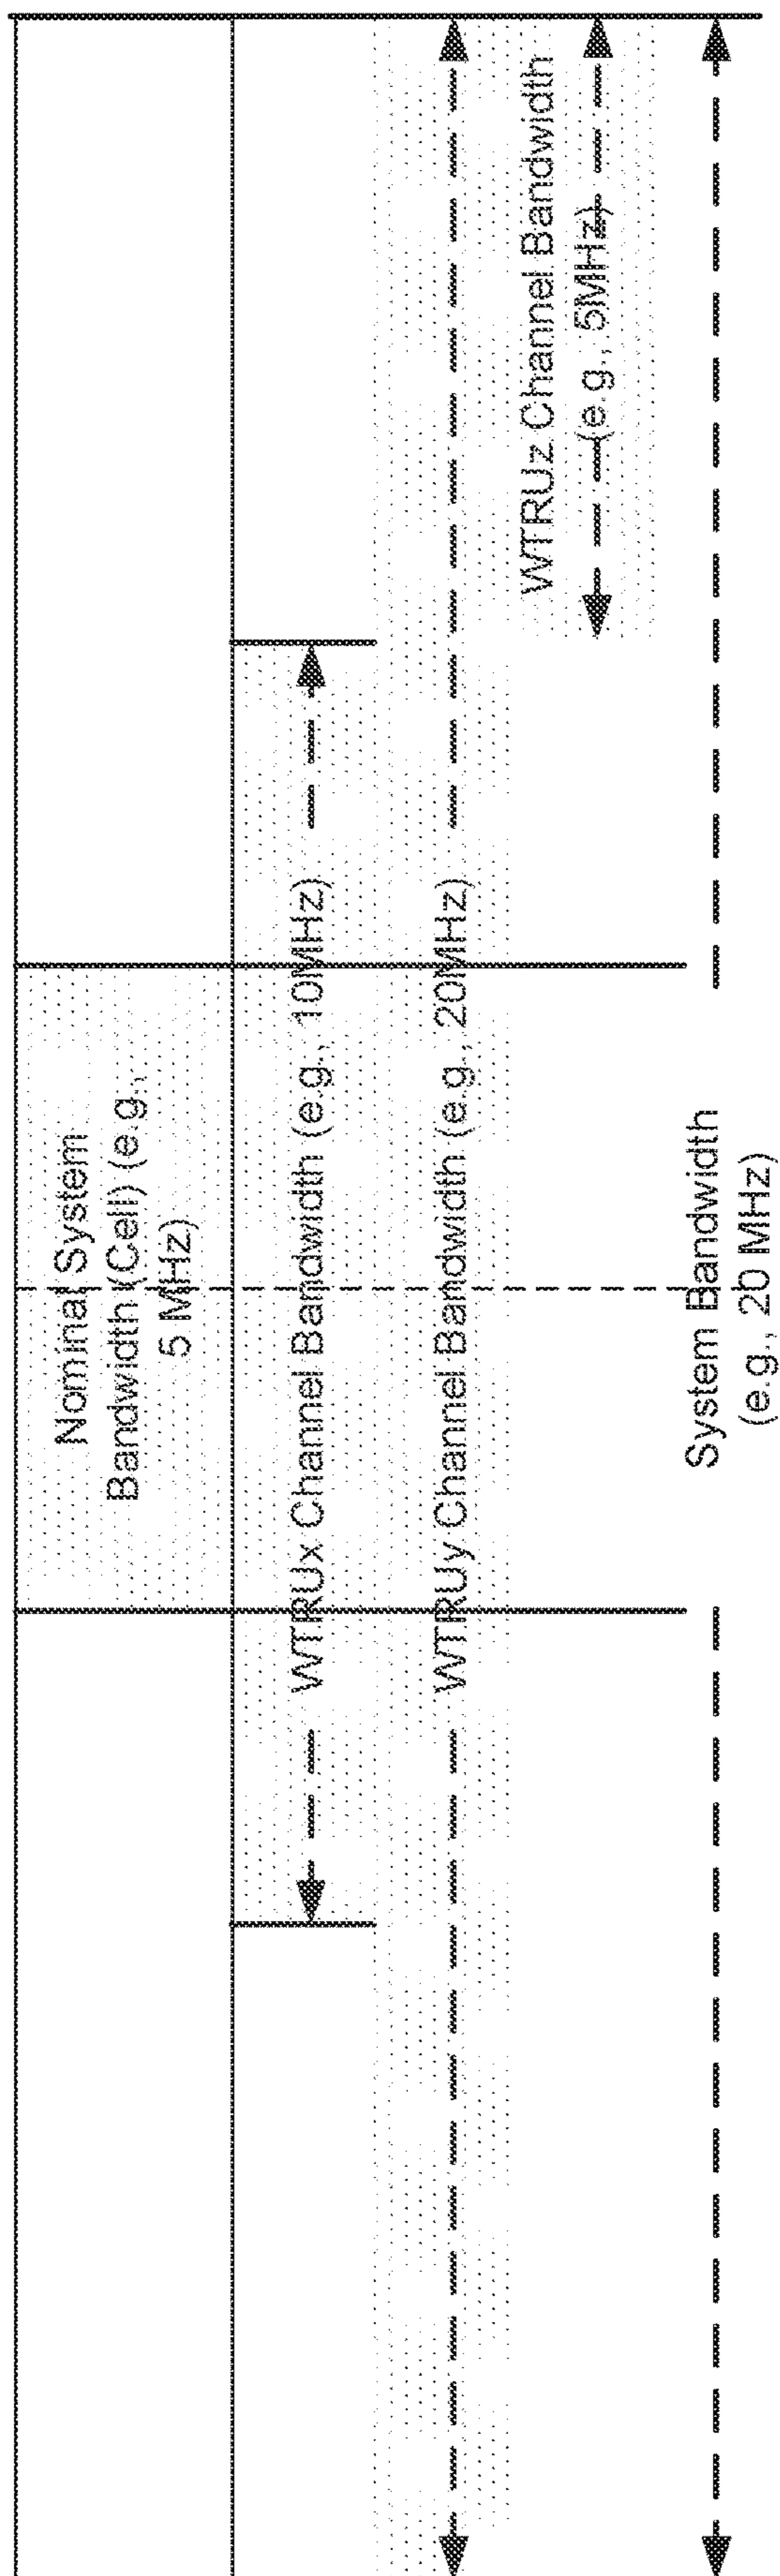 Nominal System
Bandwidth (Cell) (e.g.,
5 MHz)
WTRUx Channel Bandwidth (e.g., 10MHz)
WTRUy Channel Bandwidth (e.g., 20MHz)
WTRUz Channel Bandwidth
(e.g., 5MHz)
System Bandwidth
(e.g., 20 MHz)